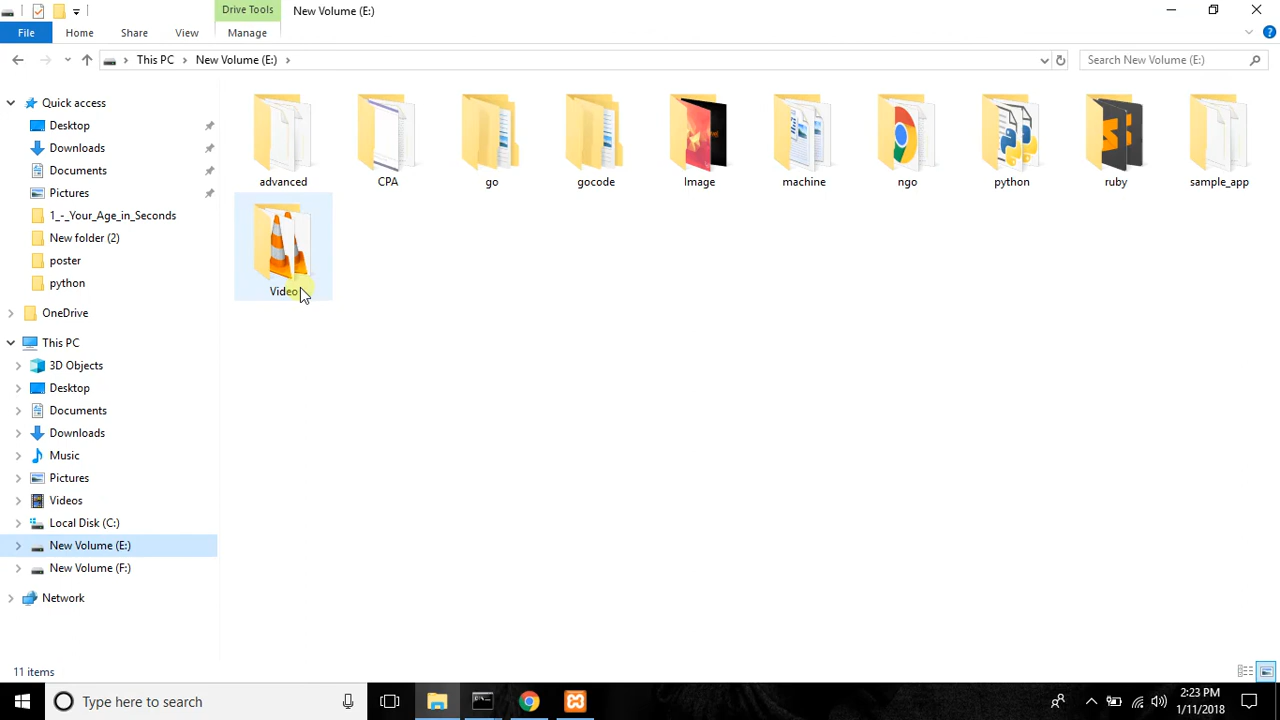 Drive Tools
New Volume (E:)
File
Home
Share
View
Manage
This PC
New Volume (E:)
Search New Volume (E:)
Quick access
Desktop
Downloads
Documents
Pictures
1_-_Your_Age_in_Seconds
New folder (2)
poster
python
OneDrive
This PC
3D Objects
Desktop
Documents
Downloads
Music
Pictures
Videos
Local Disk (C:)
New Volume (E:)
New Volume (F:)
Network
advanced
CPA
go
gocode
Image
machine
ngo
python
ruby
sample_app
Video
11 items
Type here to search
2:23 PM
1/11/2018